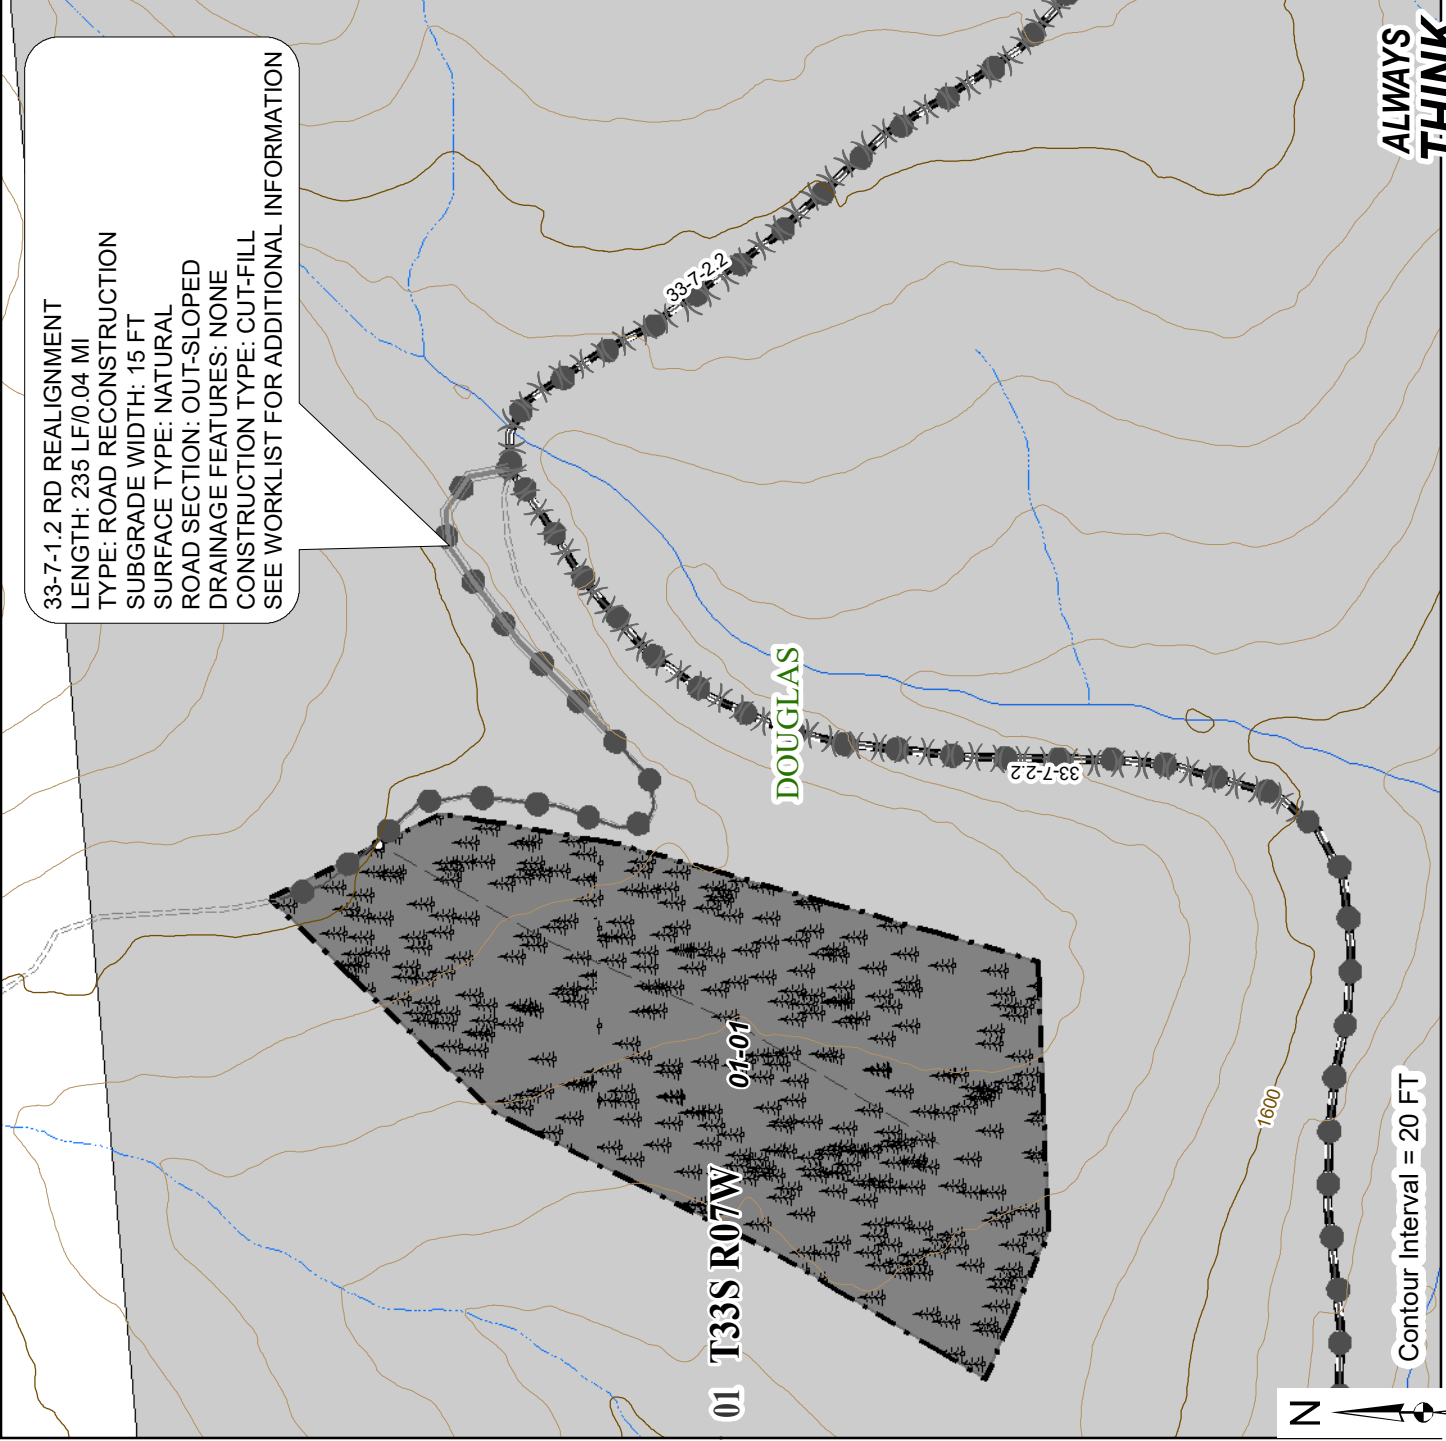 33-7-1.2 RD REALIGNMENT
LENGTH: 235 LF/0.04 MI
TYPE: ROAD RECONSTRUCTION
SUBGRADE WIDTH: 15 FT
SURFACE TYPE: NATURAL
ROAD SECTION: OUT-SLOPED
DRAINAGE FEATURES: NONE
CONSTRUCTION TYPE: CUT-FILL
SEE WORKLIST FOR ADDITIONAL INFORMATION
33-7-2.2
DOUGLAS
33-7-2.2
01-01
01 T33S R07W
1600
Contour Interval = 20 FT
N
ALWAYS
THINK